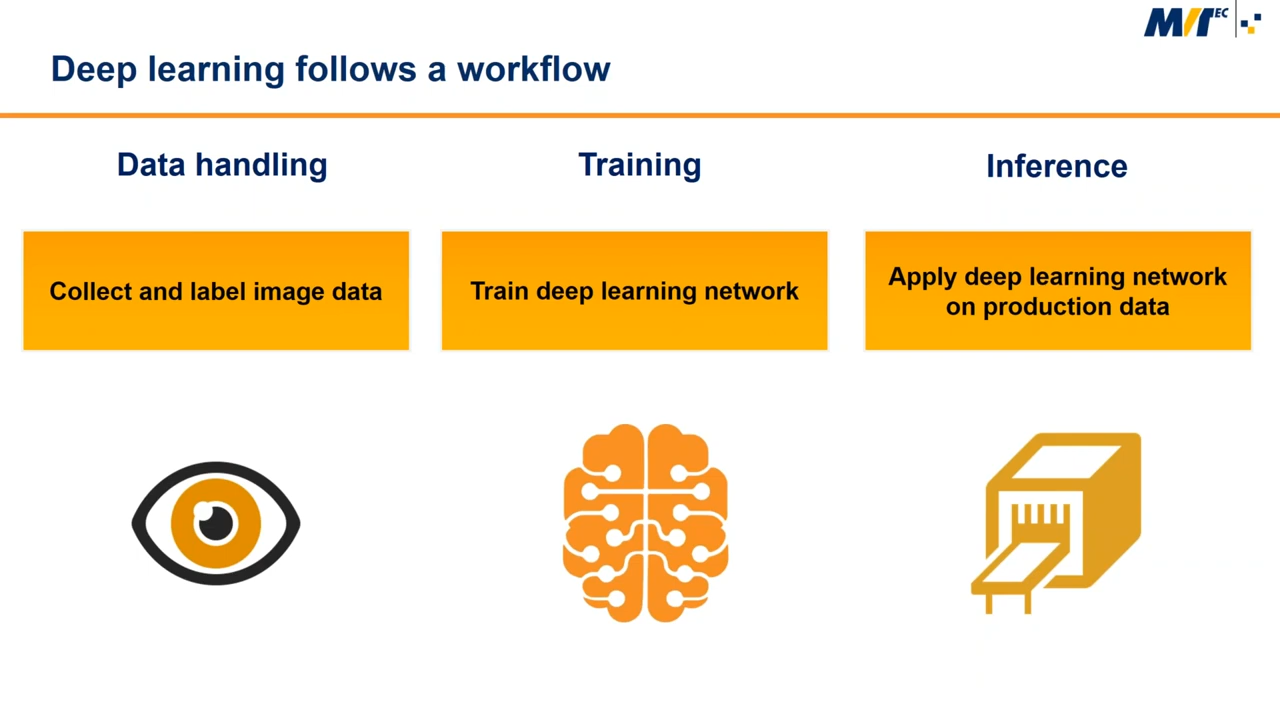 MVTEC
Deep learning follows a workflow
Data handling
Training
Inference
Collect and label image data
Train deep learning network
Apply deep learning network
on production data